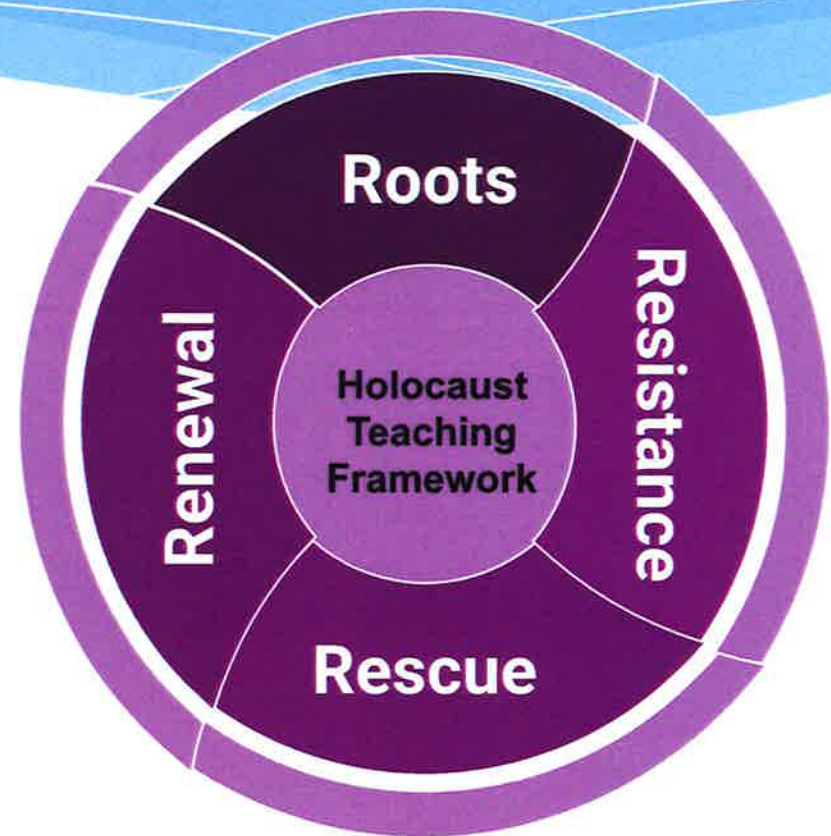 Roots
Resistance
Rescue
Renewal
Holocaust
Teaching
Framework